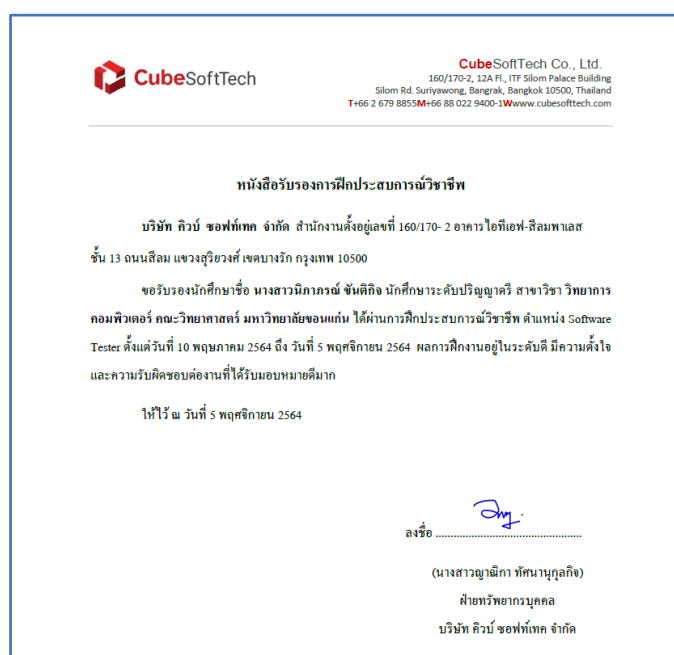 CubeSoftTech
CubeSoftTech Co., Ltd.
160/170-2, 12A Fl., ITF Silom Palace Building
Silom Rd. Suriyawong, Bangrak, Bangkok 10500, Thailand
T+66 2 679 8855M+66 88 022 9400-1Wwww.cubesofttech.com
หนังสือรับรองการฝึกประสบการณ์วิชาชีพ
บริษัท คิวบ์ ซอฟท์เทค จำกัด สำนักงานตั้งอยู่เลขที่ 160/170- 2 อาคารไอทีเอฟ-สีลมพาเลส
ชั้น 13 ถนนสีลม แขวงสุริยวงศ์ เขตบางรัก กรุงเทพ 10500
ขอรับรองนักศึกษาชื่อ นางสาวนิภาภรณ์ ขันติกิจ นักศึกษาระดับปริญญาตรี สาขาวิชา วิทยาการ
คอมพิวเตอร์ คณะวิทยาศาสตร์ มหาวิทยาลัยขอนแก่น ได้ผ่านการฝึกประสบการณ์วิชาชีพ ตำแหน่ง Software
Tester ตั้งแต่วันที่ 10 พฤษภาคม 2564 ถึง วันที่ 5 พฤศจิกายน 2564 ผลการฝึกงานอยู่ในระดับดี มีความตั้งใจ
และความรับผิดชอบต่องานที่ได้รับมอบหมายดีมาก
ให้ไว้ ณ วันที่ 5 พฤศจิกายน 2564
ลงชื่อ .................................................
(นางสาวญาณิกา ทัศนานุกุลกิจ)
ฝ่ายทรัพยากรบุคคล
บริษัท คิวบ์ ซอฟท์เทค จำกัด